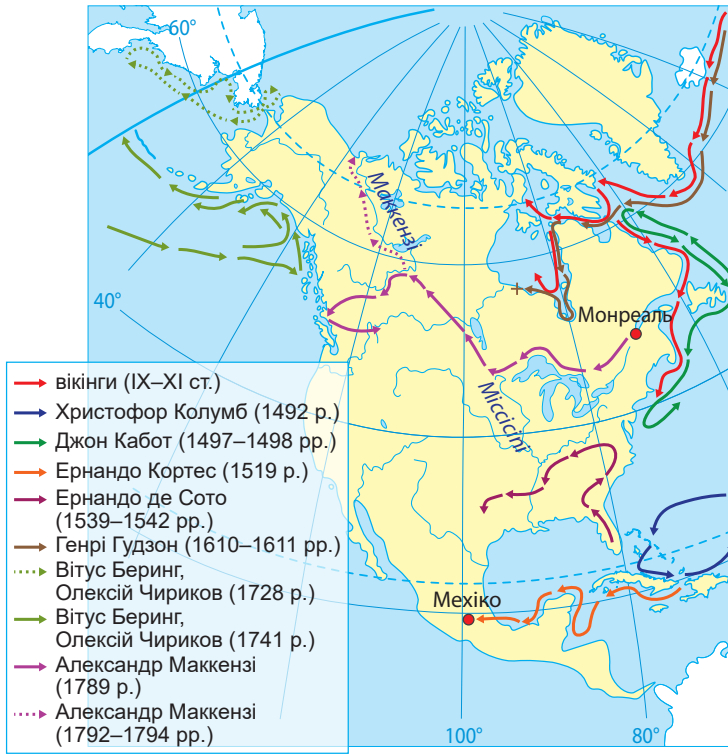 60°
40°
Маккензі
Монреаль
Міссісіпі
Мехіко
100°
80°
вікінги (IX–XI ст.)
Христофор Колумб (1492 р.)
Джон Кабот (1497–1498 рр.)
Ернандо Кортес (1519 р.)
Ернандо де Сото
(1539–1542 рр.)
Генрі Гудзон (1610–1611 рр.)
Вітус Беринг,
Олексій Чириков (1728 р.)
Вітус Беринг,
Олексій Чириков (1741 р.)
Александр Маккензі
(1789 р.)
Александр Маккензі
(1792–1794 рр.)